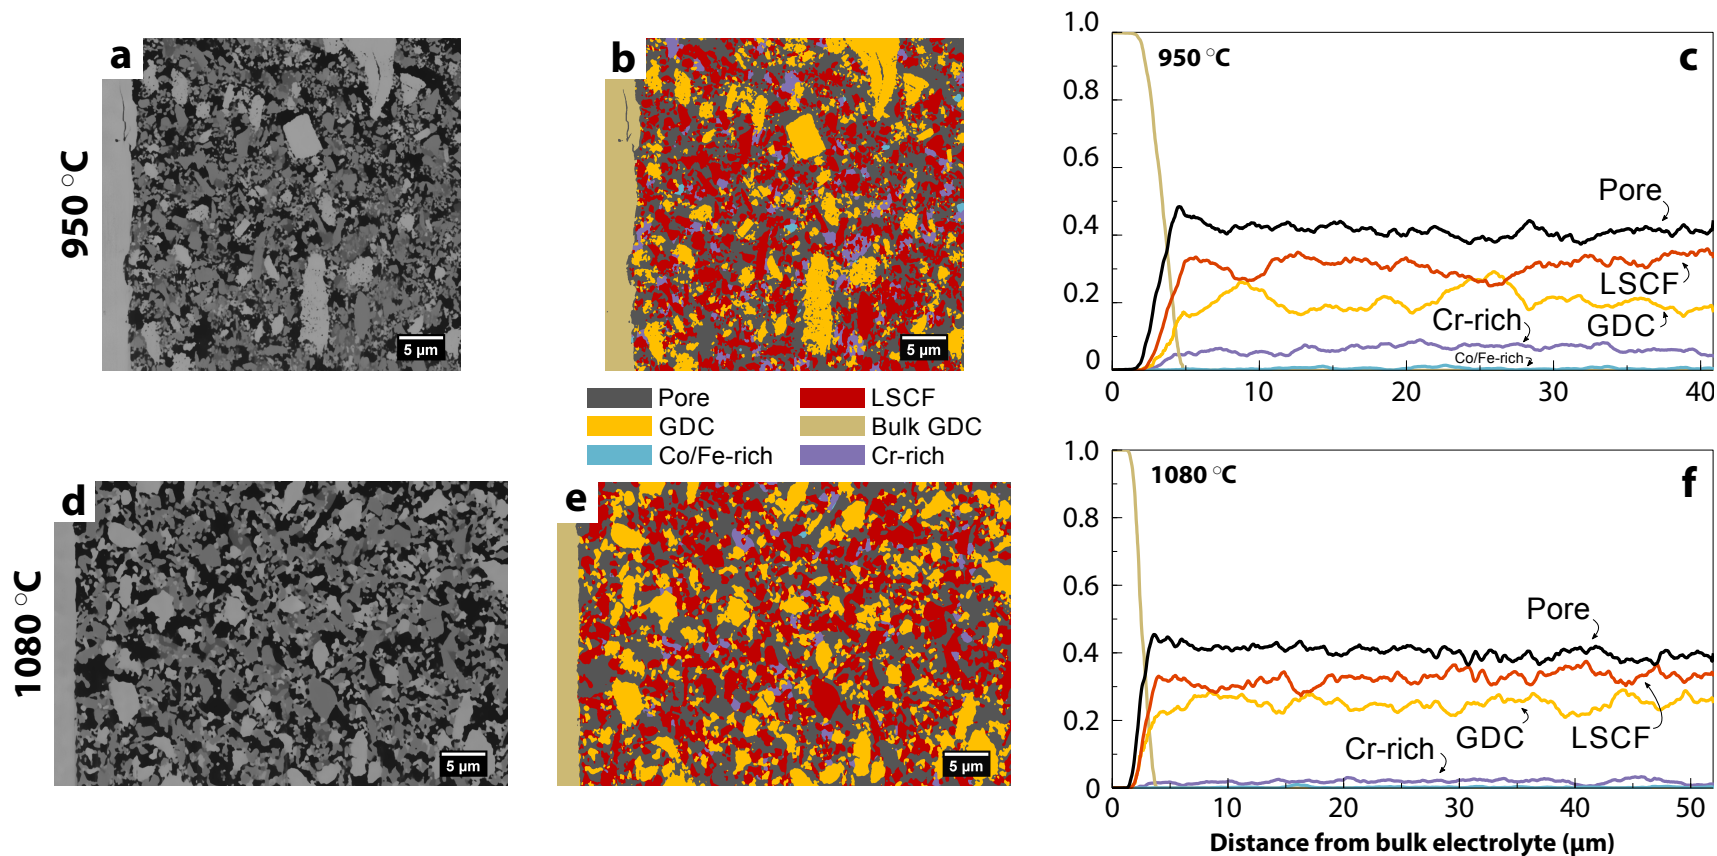 a
950 °C
5 µm
b
5 µm
1.0
0.8
0.6
0.4
0.2
0
950 °C
c
Pore
LSCF
Cr-rich
GDC
Co/Fe-rich
0 10 20 30 40
Pore LSCF
GDC Bulk GDC
Co/Fe-rich Cr-rich
d
1080 °C
5 µm
e
5 µm
1.0
0.8
0.6
0.4
0.2
0
1080 °C
f
Pore
Cr-rich
GDC
LSCF
0 10 20 30 40 50
Distance from bulk electrolyte (µm)